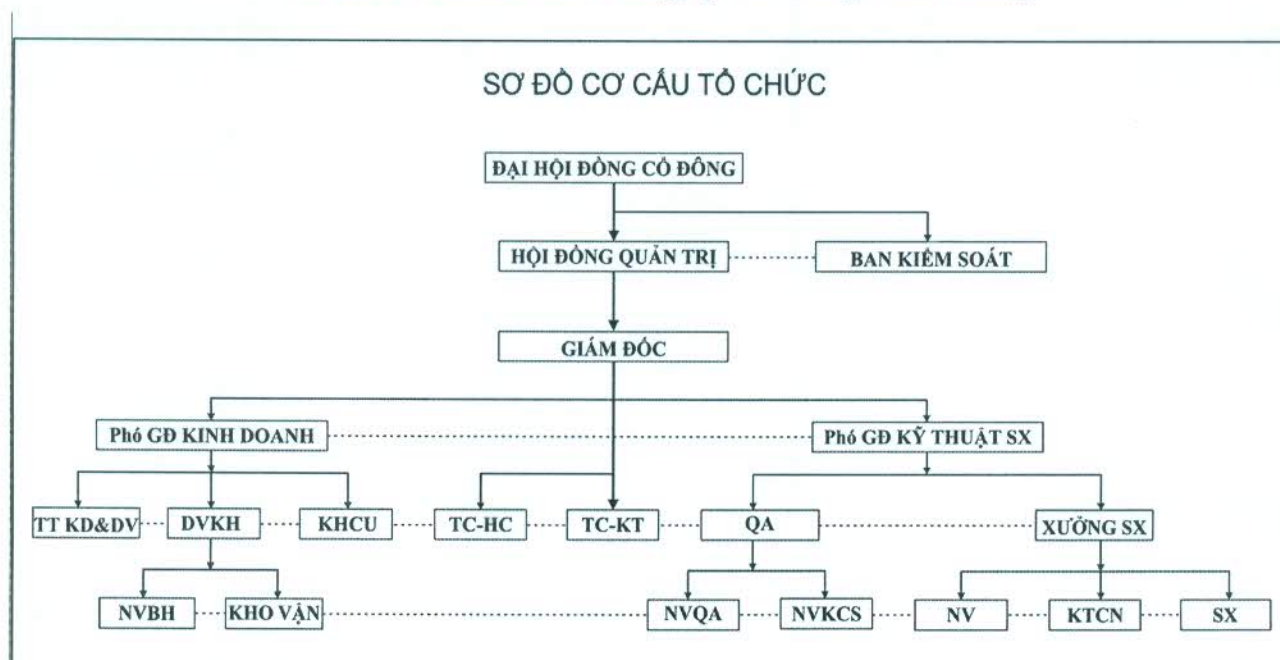 SƠ ĐỒ CƠ CẤU TỔ CHỨC
ĐẠI HỘI ĐỒNG CỔ ĐÔNG
HỘI ĐỒNG QUẢN TRỊ
BAN KIỂM SOÁT
GIÁM ĐỐC
Phó GĐ KINH DOANH
Phó GĐ KỸ THUẬT SX
TT KD&DV
DVKH
KHCU
TC-HC
TC-KT
QA
XƯỞNG SX
NVBH
KHO VẬN
NVQA
NVKCS
NV
KTCN
SX